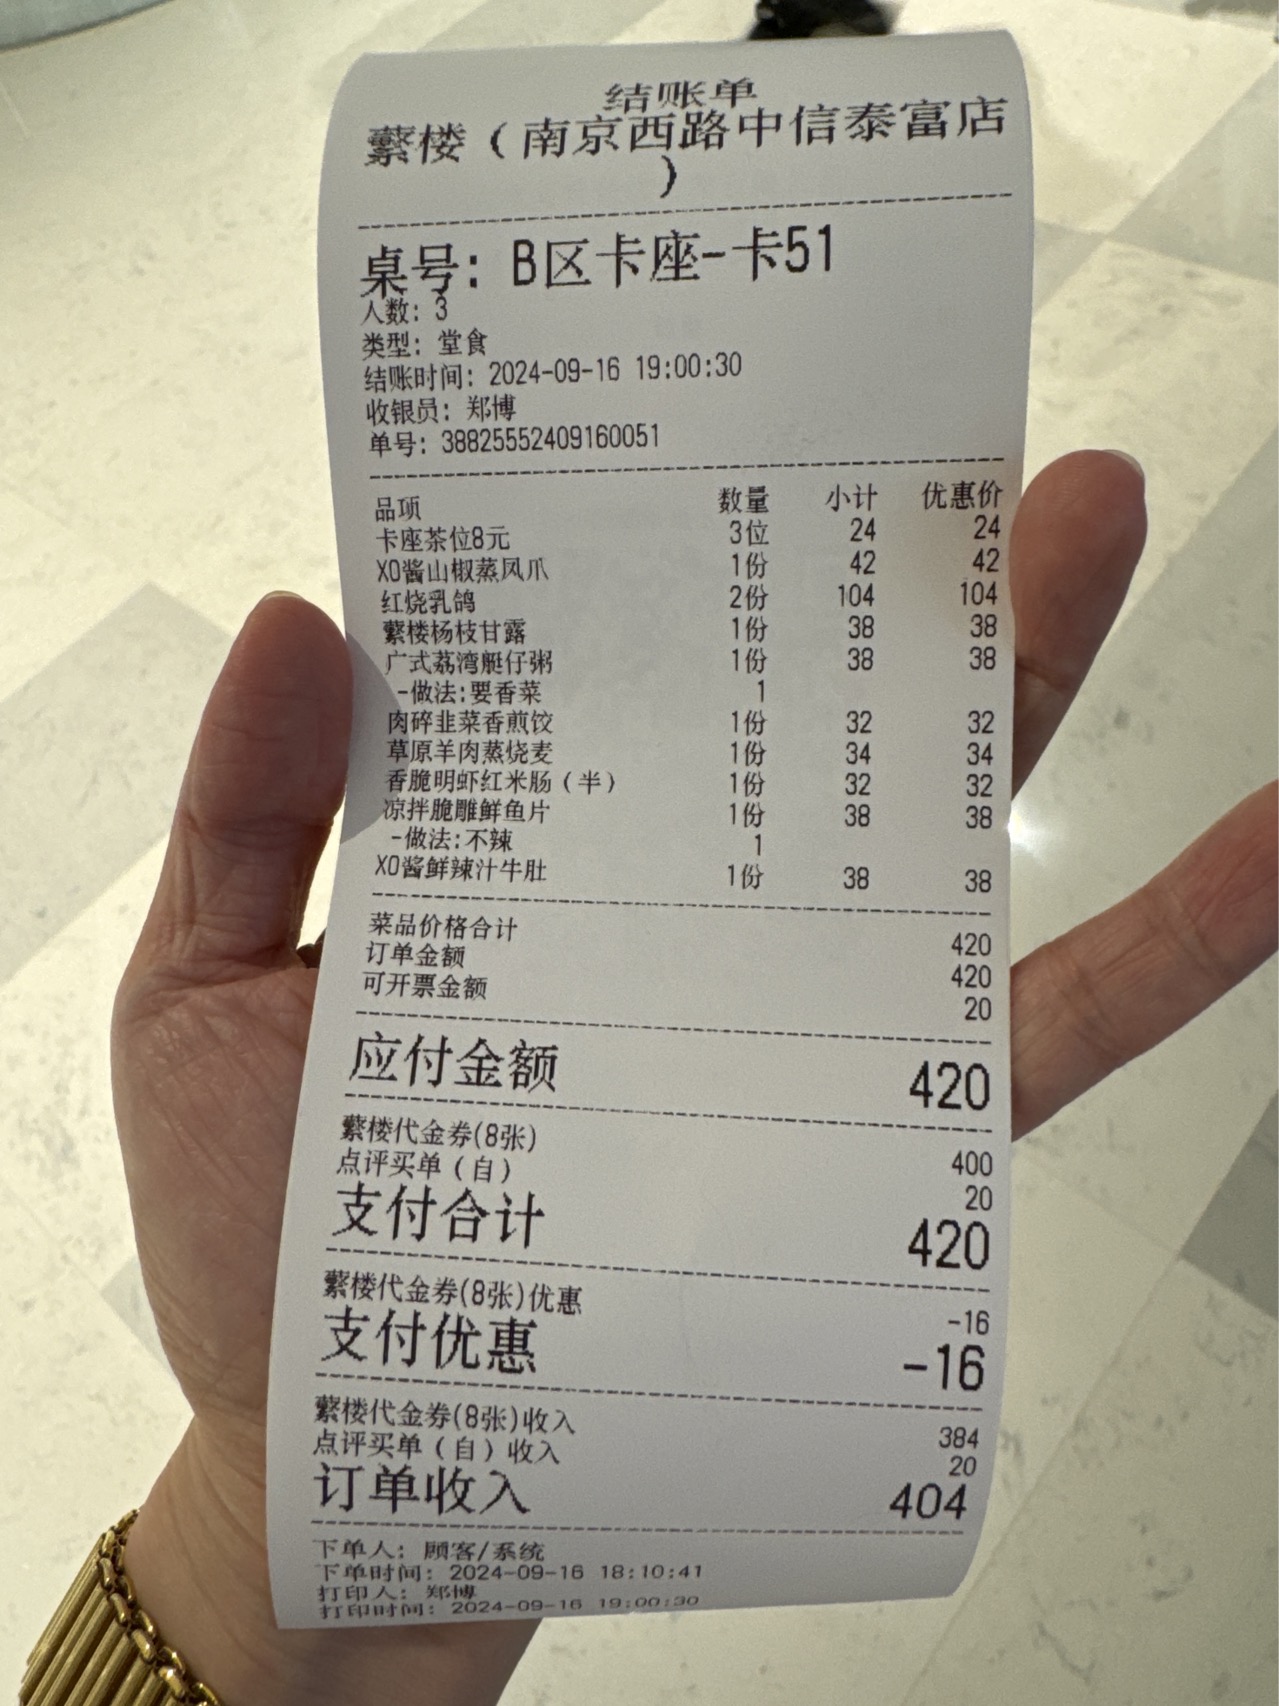 结账单
蘩楼（南京西路中信泰富店
）
桌号: B区卡座-卡51
人数: 3
类型: 堂食
结账时间: 2024-09-16 19:00:30
收银员: 郑博
单号: 38825552409160051
品项 数量 小计 优惠价
卡座茶位8元 3位 24 24
XO酱山椒蒸凤爪 1份 42 42
红烧乳鸽 2份 104 104
蘩楼杨枝甘露 1份 38 38
广式荔湾艇仔粥 1份 38 38
-做法:要香菜 1
肉碎韭菜香煎饺 1份 32 32
草原羊肉蒸烧麦 1份 34 34
香脆明虾红米肠（半） 1份 32 32
凉拌脆雕鲜鱼片 1份 38 38
-做法:不辣 1
XO酱鲜辣汁牛肚 1份 38 38
菜品价格合计 420
订单金额 420
可开票金额 20
应付金额 420
蘩楼代金券(8张) 400
点评买单（自） 20
支付合计 420
蘩楼代金券(8张)优惠 -16
支付优惠 -16
蘩楼代金券(8张)收入 384
点评买单（自）收入 20
订单收入 404
下单人: 顾客/系统
下单时间: 2024-09-16 18:10:41
打印人: 郑博
打印时间: 2024-09-16 19:00:30